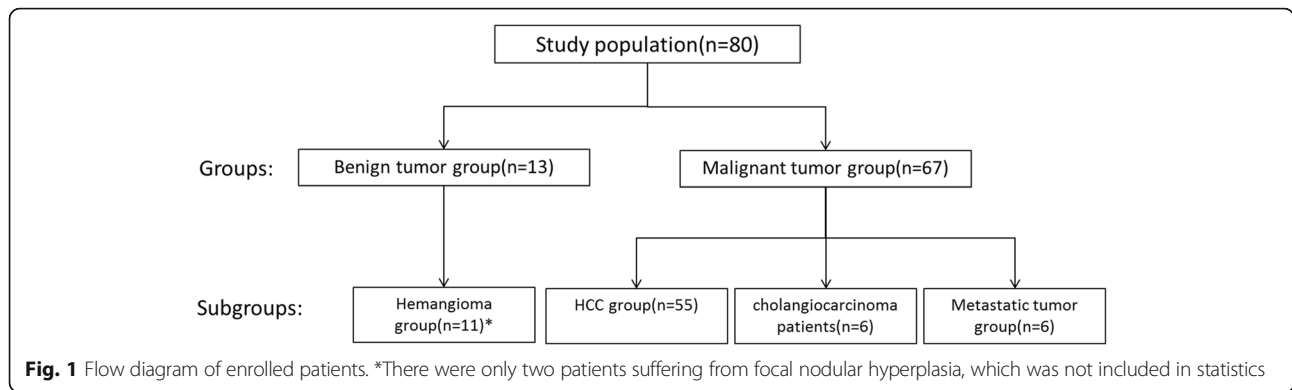 Study population(n=80)
Groups:
Benign tumor group(n=13)
Malignant tumor group(n=67)
Subgroups:
Hemangioma
group(n=11)*
HCC group(n=55)
cholangiocarcinoma
patients(n=6)
Metastatic tumor
group(n=6)
Fig. 1 Flow diagram of enrolled patients. *There were only two patients suffering from focal nodular hyperplasia, which was not included in statistics